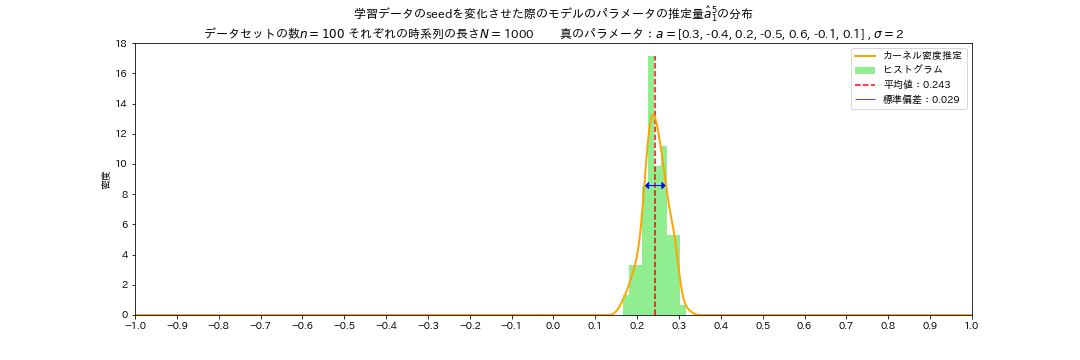 学習データのseedを変化させた際のモデルのパラメータの推定量$\hat{a}_1^5$の分布
データセットの数n = 100 それぞれの時系列の長さN = 1000 真のパラメータ：a = [0.3, -0.4, 0.2, -0.5, 0.6, -0.1, 0.1] , σ = 2
カーネル密度推定
ヒストグラム
平均値：0.243
標準偏差：0.029
密度
18
16
14
12
10
8
6
4
2
0
−1.0 −0.9 −0.8 −0.7 −0.6 −0.5 −0.4 −0.3 −0.2 −0.1 0.0 0.1 0.2 0.3 0.4 0.5 0.6 0.7 0.8 0.9 1.0